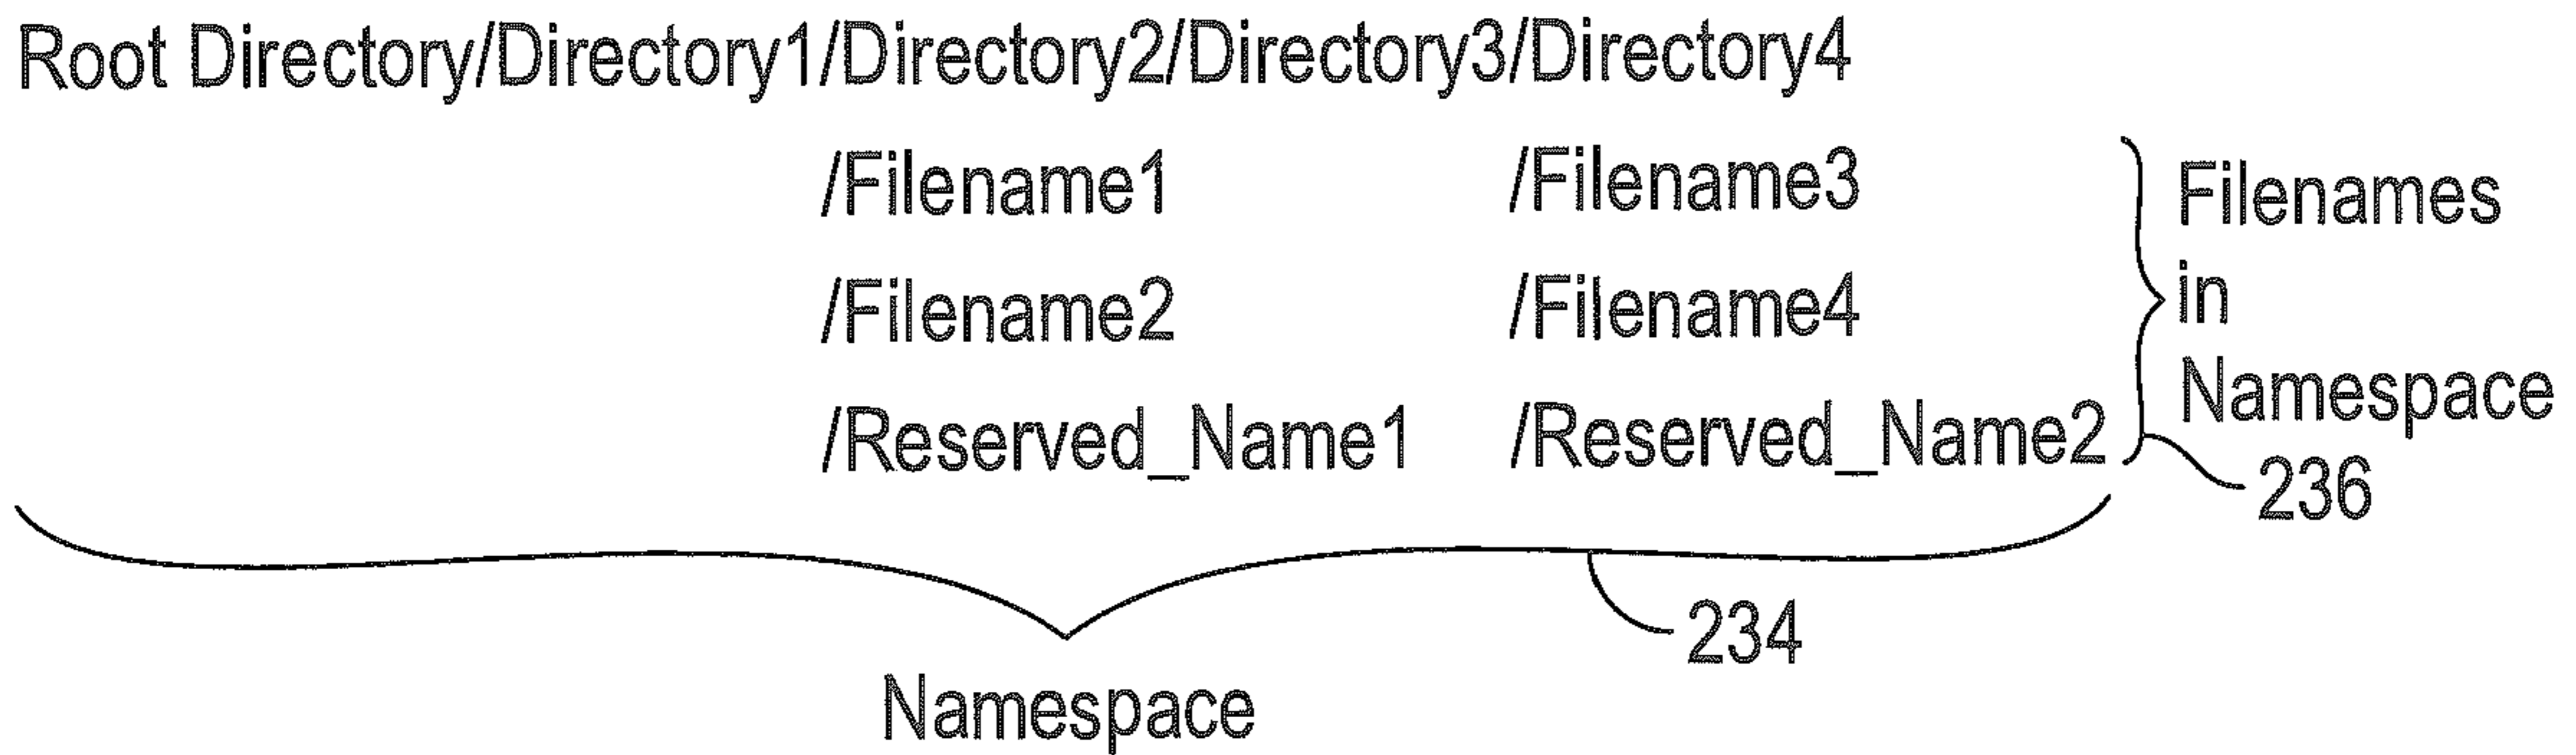 Root Directory/Directory1/Directory2/Directory3/Directory4
/Filename1 /Filename3
/Filename2 /Filename4
/Reserved_Name1 /Reserved_Name2
Filenames
in
Namespace
236
234
Namespace